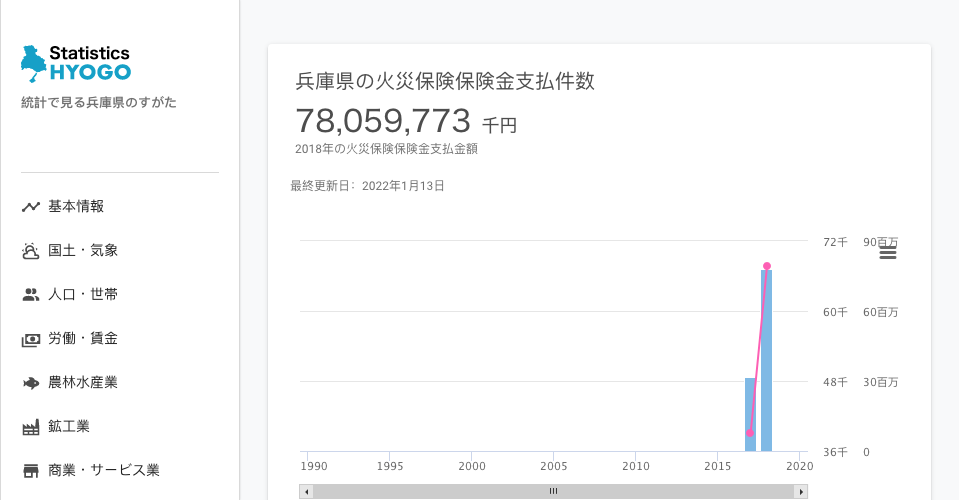 Statistics
HYOGO
統計で見る兵庫県のすがた
基本情報
国土・気象
人口・世帯
労働・賃金
農林水産業
鉱工業
商業・サービス業
兵庫県の火災保険保険金支払件数
78,059,773 千円
2018年の火災保険保険金支払金額
最終更新日: 2022年1月13日
72千 90百万
60千 60百万
48千 30百万
36千 0
1990 1995 2000 2005 2010 2015 2020